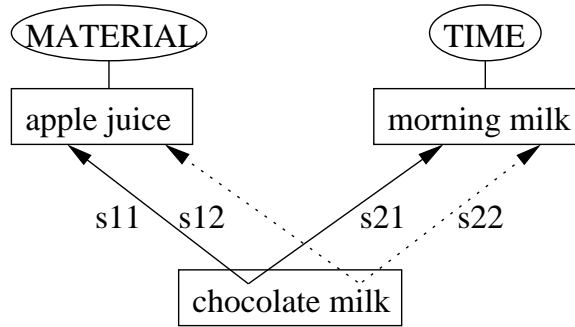 MATERIAL
TIME
apple juice
morning milk
s11
s12
s21
s22
chocolate milk